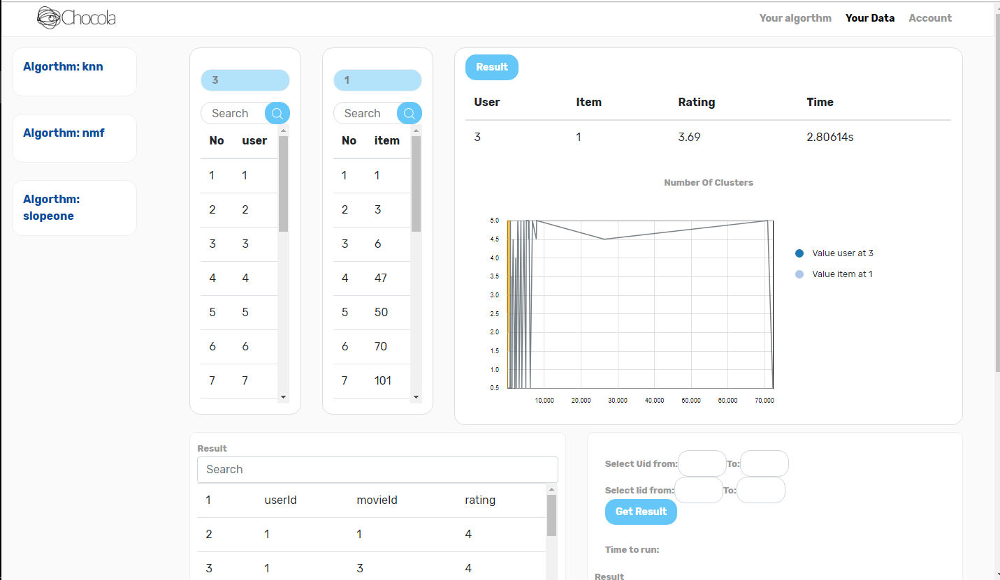 Chocola
Your algorthm Your Data Account
Algorthm: knn
Algorthm: nmf
Algorthm:
slopeone
3
Search
No user
1 1
2 2
3 3
4 4
5 5
6 6
7 7
1
Search
No item
1 1
2 3
3 6
4 47
5 50
6 70
7 101
Result
User Item Rating Time
3 1 3.69 2.80614s
Number Of Clusters
5.0
4.5
4.0
3.5
3.0
2.5
2.0
1.5
1.0
0.5
10,000 20,000 30,000 40,000 50,000 60,000 70,000
Value user at 3
Value item at 1
Result
Search
1 userId movieId rating
2 1 1 4
3 1 3 4
Select Uid from: To:
Select Iid from: To:
Get Result
Time to run:
Result